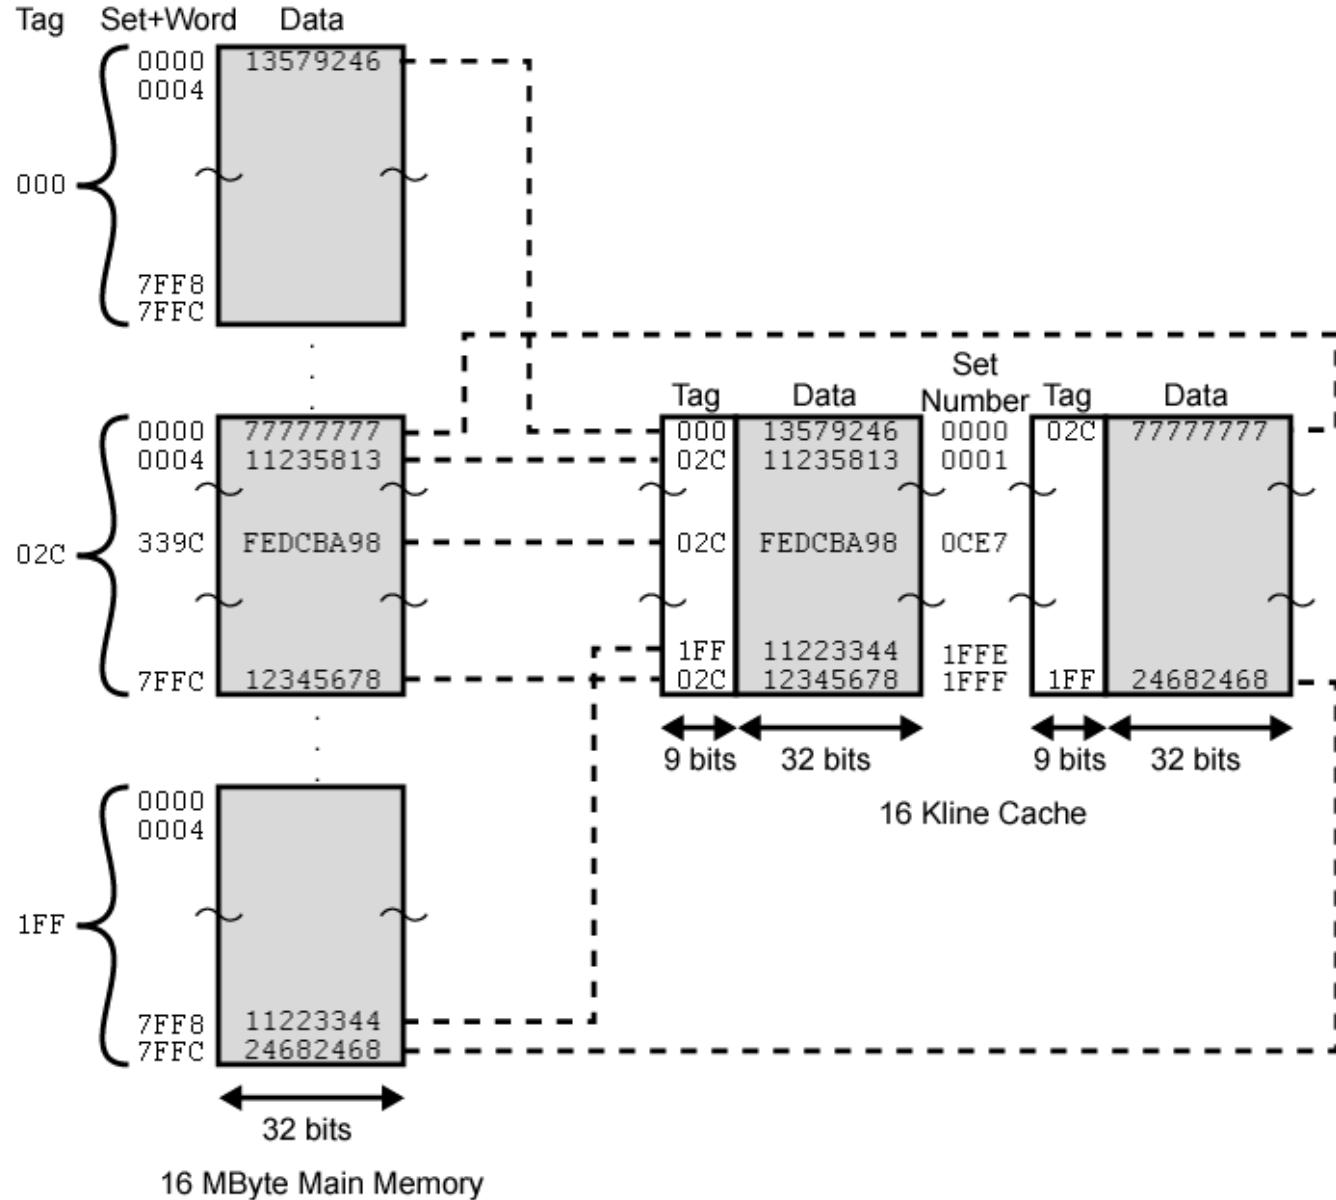 Tag Set+Word Data
0000 13579246
0004
000
7FF8
7FFC
Set
Tag Data Number Tag Data
0000 77777777 000 13579246 0000 02C 77777777
0004 11235813 02C 11235813 0001
02C 339C FEDCBA98 02C FEDCBA98 0CE7
1FF 11223344 1FFE
7FFC 12345678 02C 12345678 1FFF 1FF 24682468
9 bits 32 bits 9 bits 32 bits
16 Kline Cache
0000
0004
1FF
7FF8 11223344
7FFC 24682468
32 bits
16 MByte Main Memory